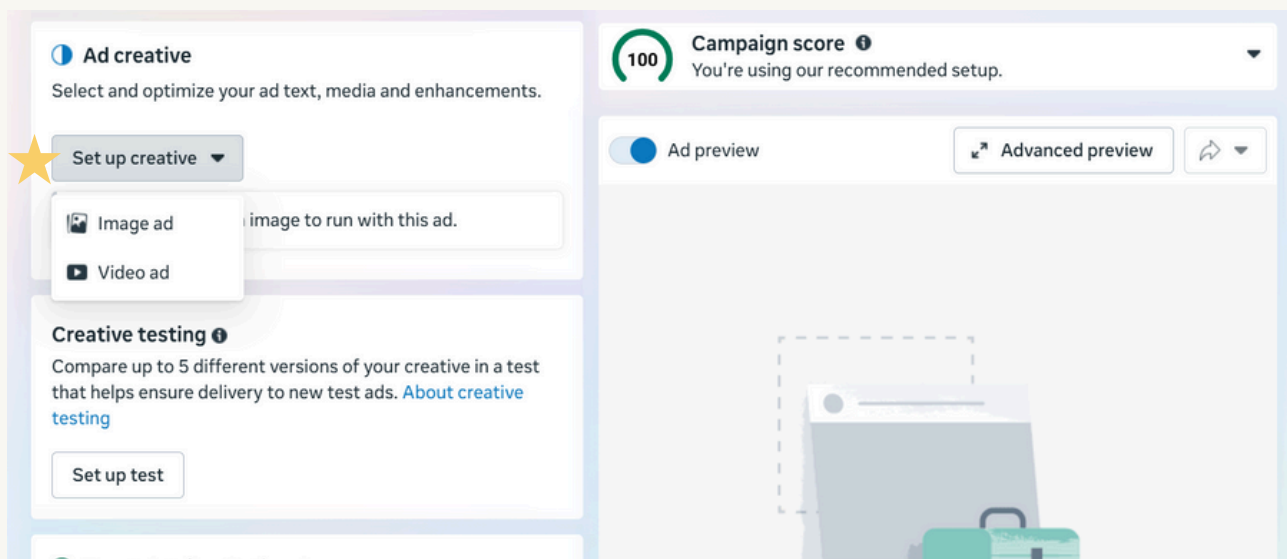 Ad creative
Select and optimize your ad text, media and enhancements.
Set up creative
Image ad
image to run with this ad.
Video ad
Creative testing
Compare up to 5 different versions of your creative in a test
that helps ensure delivery to new test ads. About creative
testing
Set up test
100
Campaign score
You're using our recommended setup.
Ad preview
Advanced preview